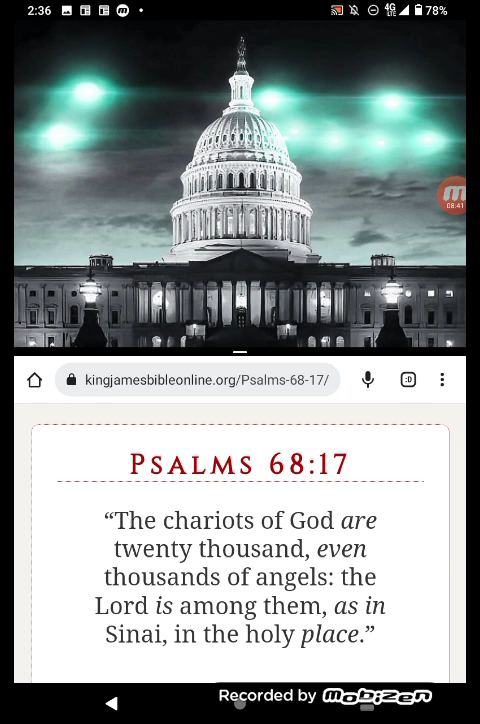 2:36
4G
LTE
78%
m
08:41
kingjamesbibleonline.org/Psalms-68-17/
:D
Psalms 68:17
“The chariots of God are
twenty thousand, even
thousands of angels: the
Lord is among them, as in
Sinai, in the holy place.”
Recorded by Mobizen